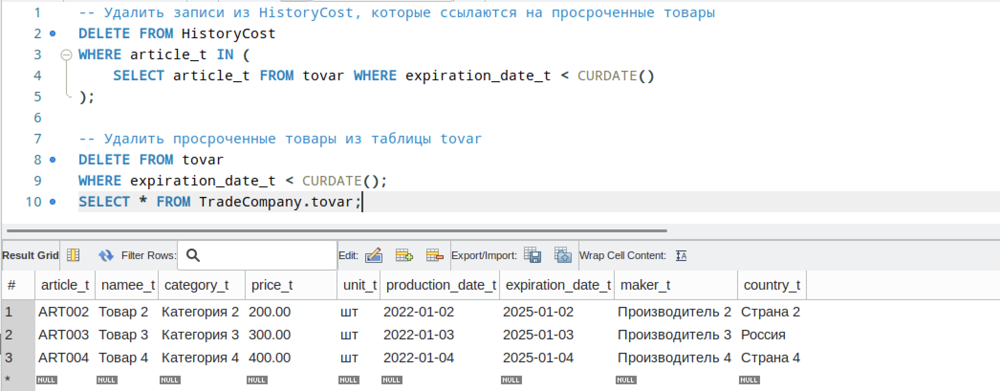 1 -- Удалить записи из HistoryCost, которые ссылаются на просроченные товары
2 DELETE FROM HistoryCost
3 WHERE article_t IN (
4 SELECT article_t FROM tovar WHERE expiration_date_t < CURDATE()
5 );
6
7 -- Удалить просроченные товары из таблицы tovar
8 DELETE FROM tovar
9 WHERE expiration_date_t < CURDATE();
10 SELECT * FROM TradeCompany.tovar;
Result Grid Filter Rows: Edit: Export/Import: Wrap Cell Content: IA
# article_t namee_t category_t price_t unit_t production_date_t expiration_date_t maker_t country_t
1 ART002 Товар 2 Категория 2 200.00 шт 2022-01-02 2025-01-02 Производитель 2 Страна 2
2 ART003 Товар 3 Категория 3 300.00 шт 2022-01-03 2025-01-03 Производитель 3 Россия
3 ART004 Товар 4 Категория 4 400.00 шт 2022-01-04 2025-01-04 Производитель 4 Страна 4
* NULL NULL NULL NULL NULL NULL NULL NULL NULL